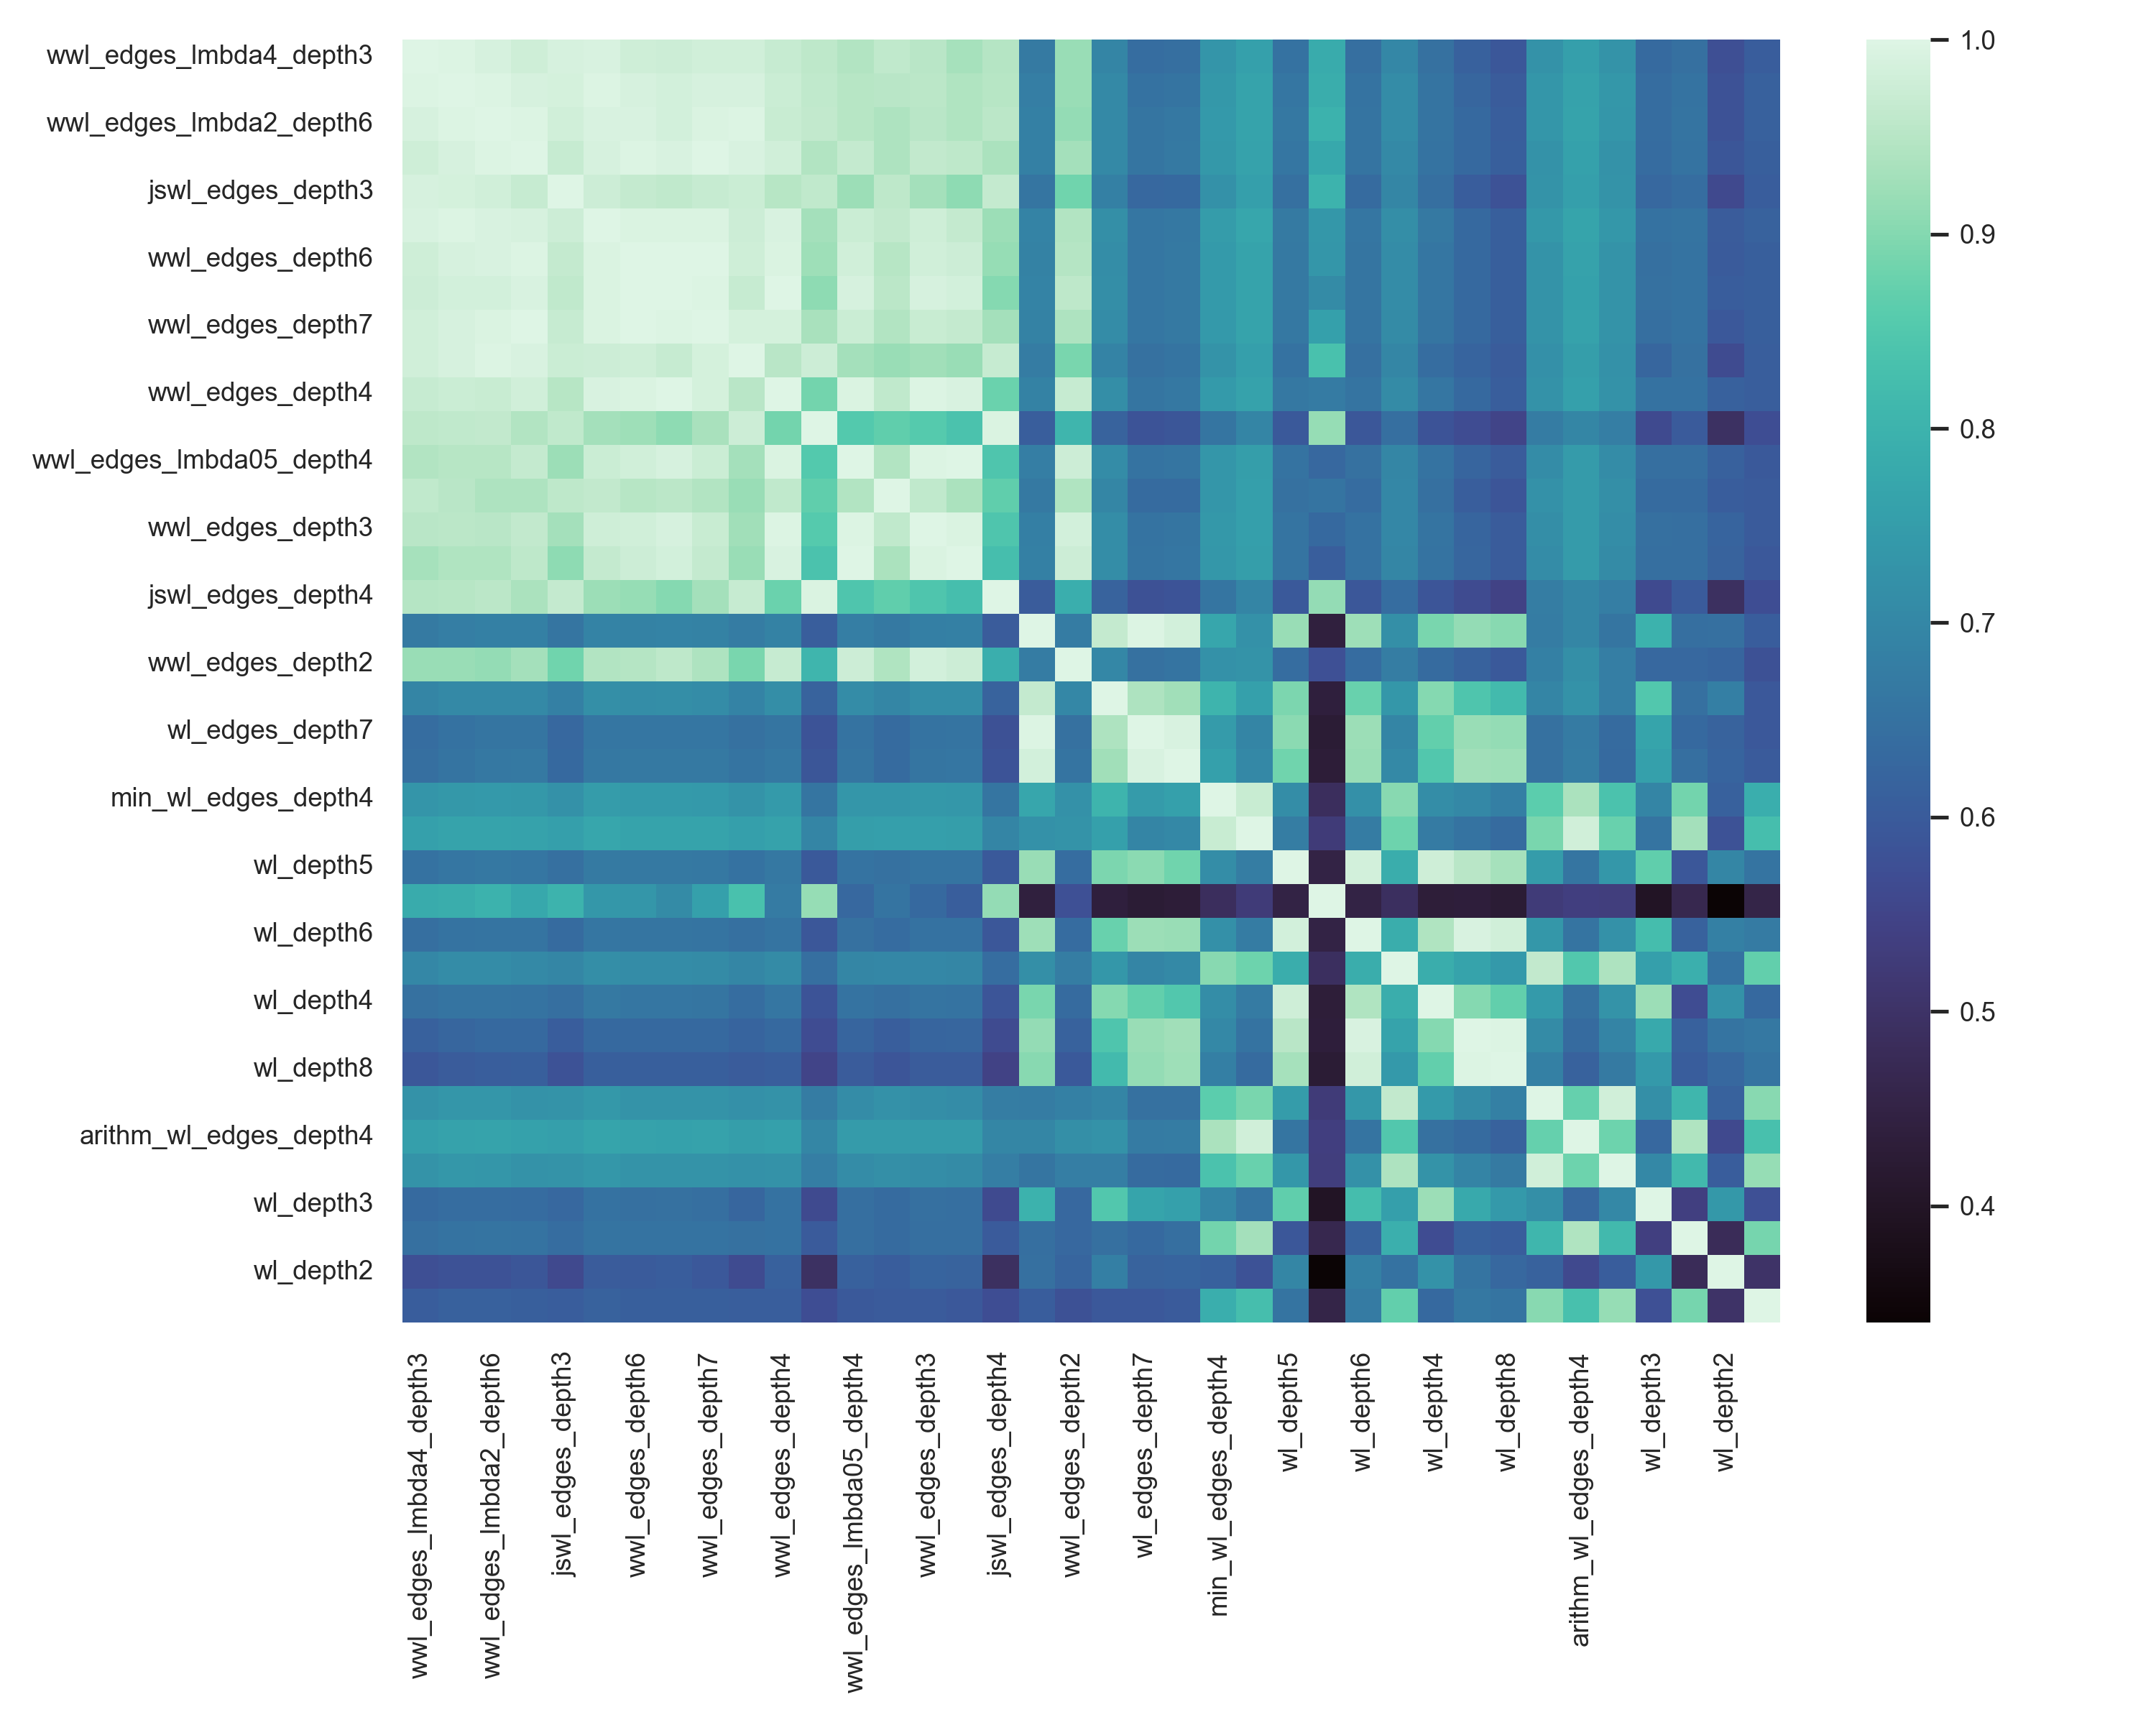 wwl_edges_lmbda4_depth3
wwl_edges_lmbda2_depth6
jswl_edges_depth3
wwl_edges_depth6
wwl_edges_depth7
wwl_edges_depth4
wwl_edges_lmbda05_depth4
wwl_edges_depth3
jswl_edges_depth4
wwl_edges_depth2
wl_edges_depth7
min_wl_edges_depth4
wl_depth5
wl_depth6
wl_depth4
wl_depth8
arithm_wl_edges_depth4
wl_depth3
wl_depth2
wwl_edges_lmbda4_depth3
wwl_edges_lmbda2_depth6
jswl_edges_depth3
wwl_edges_depth6
wwl_edges_depth7
wwl_edges_depth4
wwl_edges_lmbda05_depth4
wwl_edges_depth3
jswl_edges_depth4
wwl_edges_depth2
wl_edges_depth7
min_wl_edges_depth4
wl_depth5
wl_depth6
wl_depth4
wl_depth8
arithm_wl_edges_depth4
wl_depth3
wl_depth2
1.0
0.9
0.8
0.7
0.6
0.5
0.4